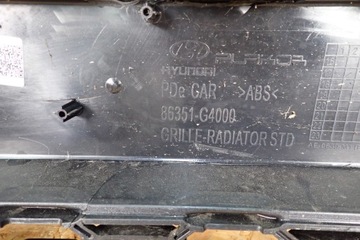 HYUNDAI
PDe GAR >ABS<
86351-G4000
GRILLE-RADIATOR STD